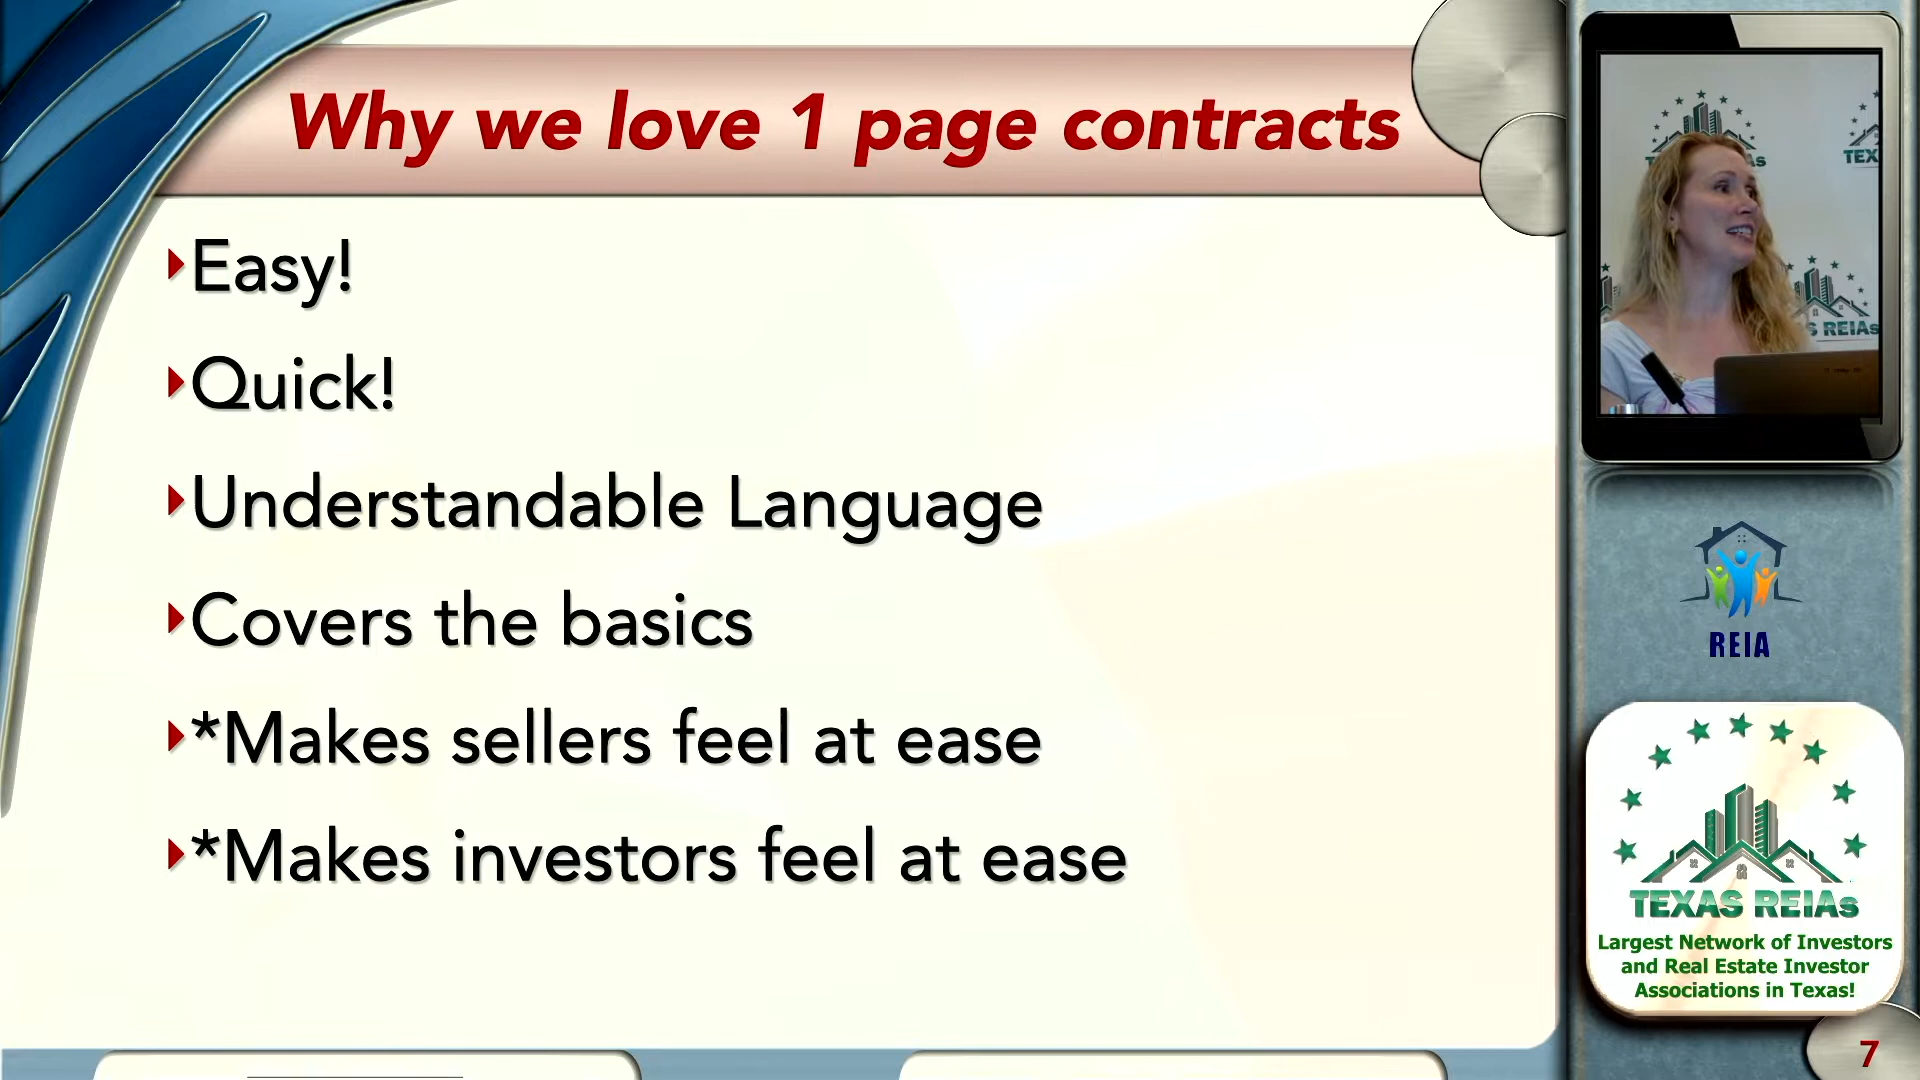 Why we love 1 page contracts
Easy!
Quick!
Understandable Language
Covers the basics
*Makes sellers feel at ease
*Makes investors feel at ease
TEX
S REIAs
REIA
TEXAS REIAs
Largest Network of Investors
and Real Estate Investor
Associations in Texas!
7